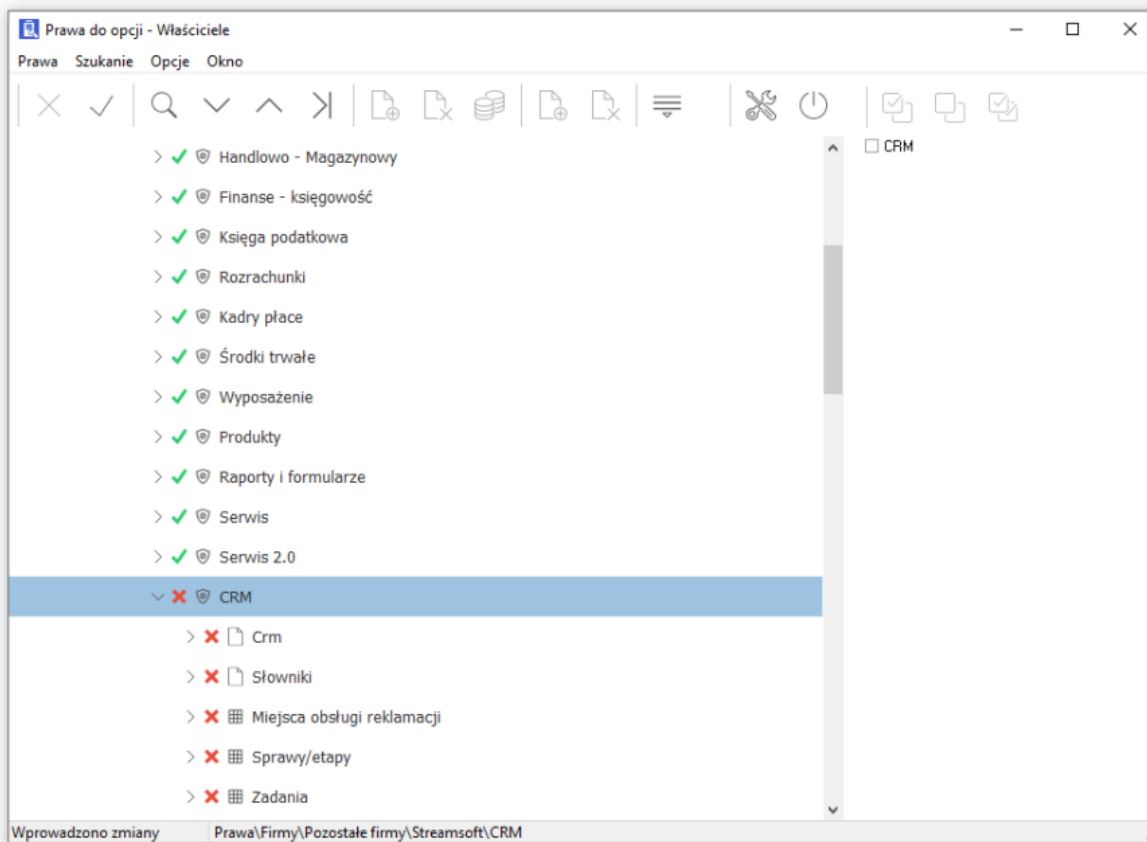 Prawa do opcji - Właściciele
Prawa Szukanie Opcje Okno
CRM
Handlowo - Magazynowy
Finanse - księgowość
Księga podatkowa
Rozrachunki
Kadry płace
Środki trwałe
Wyposażenie
Produkty
Raporty i formularze
Serwis
Serwis 2.0
CRM
Crm
Słowniki
Miejsca obsługi reklamacji
Sprawy/etapy
Zadania
Wprowadzono zmiany Prawa\Firmy\Pozostałe firmy\Streamsoft\CRM